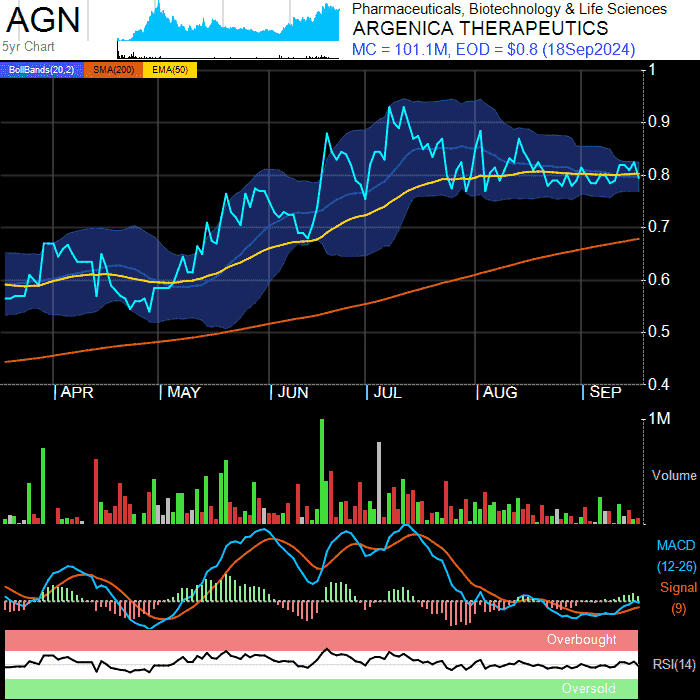 AGN
5yr Chart
Pharmaceuticals, Biotechnology & Life Sciences
ARGENICA THERAPEUTICS
MC = 101.1M, EOD = $0.8 (18Sep2024)
BollBands(20,2) SMA(200) EMA(50)
1
0.9
0.8
0.7
0.6
0.5
0.4
APR MAY JUN JUL AUG SEP
1M
Volume
MACD
(12-26)
Signal
(9)
Overbought
RSI(14)
Oversold